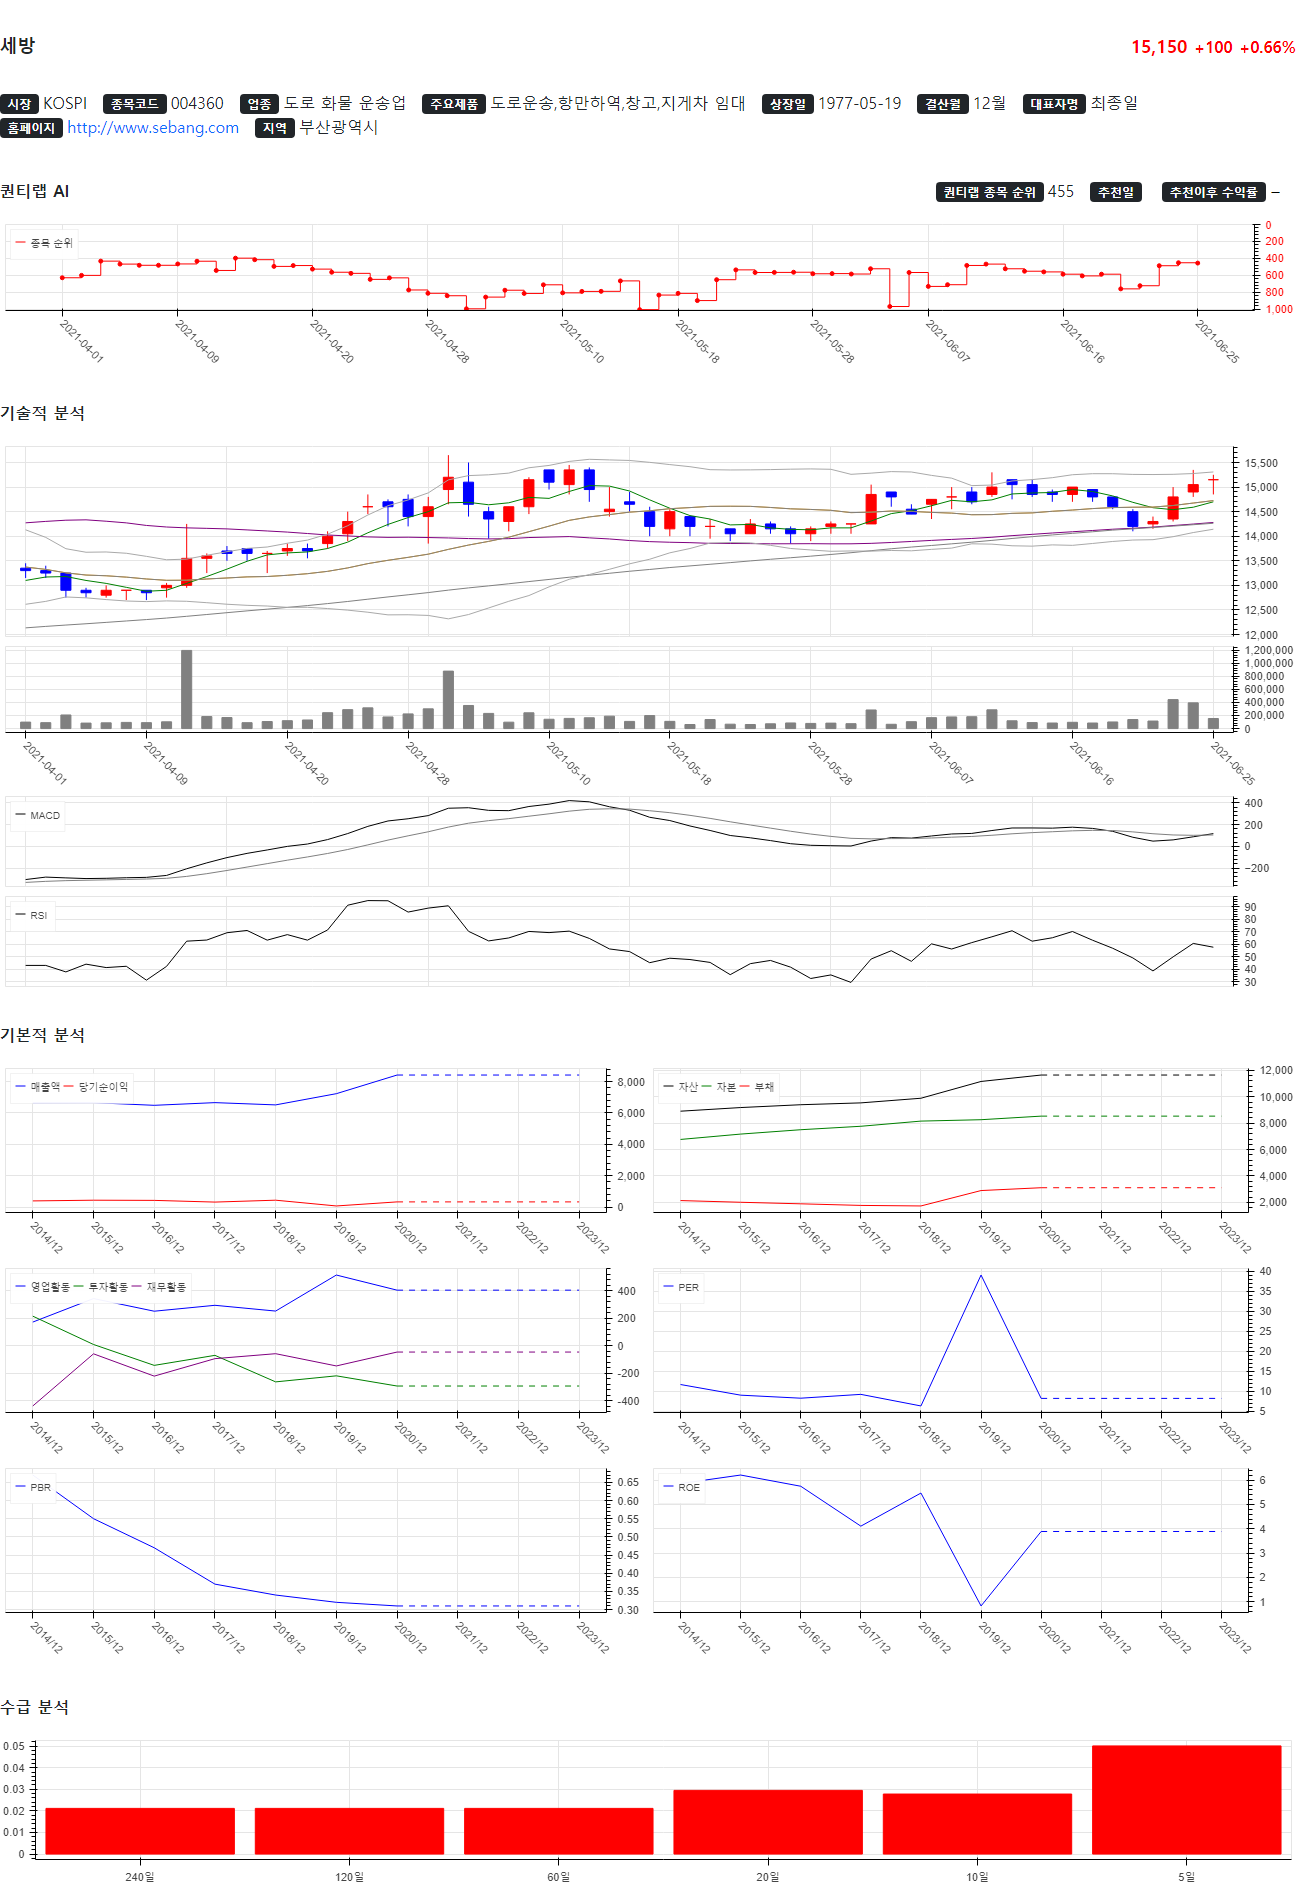 세방
15,150 +100 +0.66%
시장 KOSPI 종목코드 004360 업종 도로 화물 운송업 주요제품 도로운송,항만하역,창고,지게차 임대 상장일 1977-05-19 결산월 12월 대표자명 최종일
홈페이지 http://www.sebang.com 지역 부산광역시
퀀티랩 AI
퀀티랩 종목 순위 455 추천일 추천이후 수익률 –
종목 순위
0
200
400
600
800
1,000
2021-04-01 2021-04-09 2021-04-20 2021-04-28 2021-05-10 2021-05-18 2021-05-28 2021-06-07 2021-06-16 2021-06-25
기술적 분석
15,500
15,000
14,500
14,000
13,500
13,000
12,500
12,000
1,200,000
1,000,000
800,000
600,000
400,000
200,000
0
2021-04-01 2021-04-09 2021-04-20 2021-04-28 2021-05-10 2021-05-18 2021-05-28 2021-06-07 2021-06-16 2021-06-25
MACD
400
200
0
−200
RSI
90
80
70
60
50
40
30
기본적 분석
매출액 당기순이익
8,000
6,000
4,000
2,000
0
2014/12 2015/12 2016/12 2017/12 2018/12 2019/12 2020/12 2021/12 2022/12 2023/12
자산 자본 부채
12,000
10,000
8,000
6,000
4,000
2,000
2014/12 2015/12 2016/12 2017/12 2018/12 2019/12 2020/12 2021/12 2022/12 2023/12
영업활동 투자활동 재무활동
400
200
0
-200
-400
2014/12 2015/12 2016/12 2017/12 2018/12 2019/12 2020/12 2021/12 2022/12 2023/12
PER
40
35
30
25
20
15
10
5
2014/12 2015/12 2016/12 2017/12 2018/12 2019/12 2020/12 2021/12 2022/12 2023/12
PBR
0.65
0.60
0.55
0.50
0.45
0.40
0.35
0.30
2014/12 2015/12 2016/12 2017/12 2018/12 2019/12 2020/12 2021/12 2022/12 2023/12
ROE
6
5
4
3
2
1
2014/12 2015/12 2016/12 2017/12 2018/12 2019/12 2020/12 2021/12 2022/12 2023/12
수급 분석
0.05
0.04
0.03
0.02
0.01
0
240일 120일 60일 20일 10일 5일